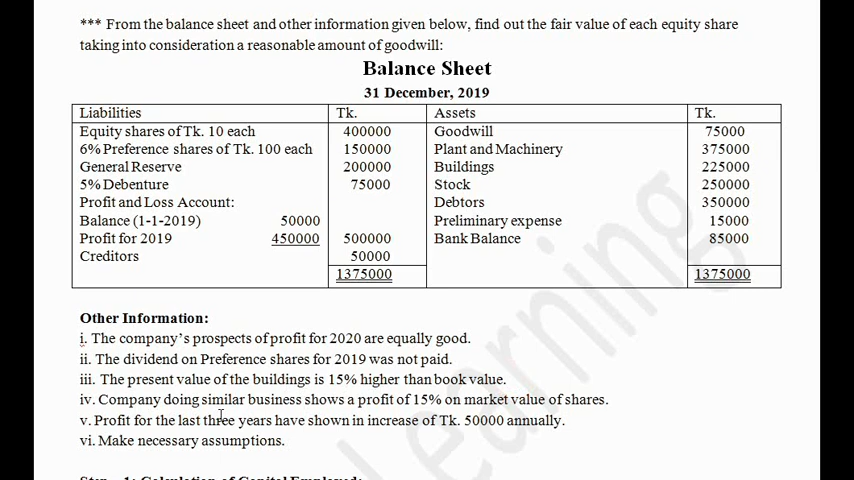 *** From the balance sheet and other information given below, find out the fair value of each equity share
taking into consideration a reasonable amount of goodwill:
Balance Sheet
31 December, 2019
Liabilities Tk. Assets Tk.
Equity shares of Tk. 10 each 400000 Goodwill 75000
6% Preference shares of Tk. 100 each 150000 Plant and Machinery 375000
General Reserve 200000 Buildings 225000
5% Debenture 75000 Stock 250000
Profit and Loss Account: Debtors 350000
Balance (1-1-2019) 50000 Preliminary expense 15000
Profit for 2019 450000 500000 Bank Balance 85000
Creditors 50000
1375000 1375000
Other Information:
i. The company's prospects of profit for 2020 are equally good.
ii. The dividend on Preference shares for 2019 was not paid.
iii. The present value of the buildings is 15% higher than book value.
iv. Company doing similar business shows a profit of 15% on market value of shares.
v. Profit for the last three years have shown in increase of Tk. 50000 annually.
vi. Make necessary assumptions.
Step – 1: Calculation of Capital Employed:
earning